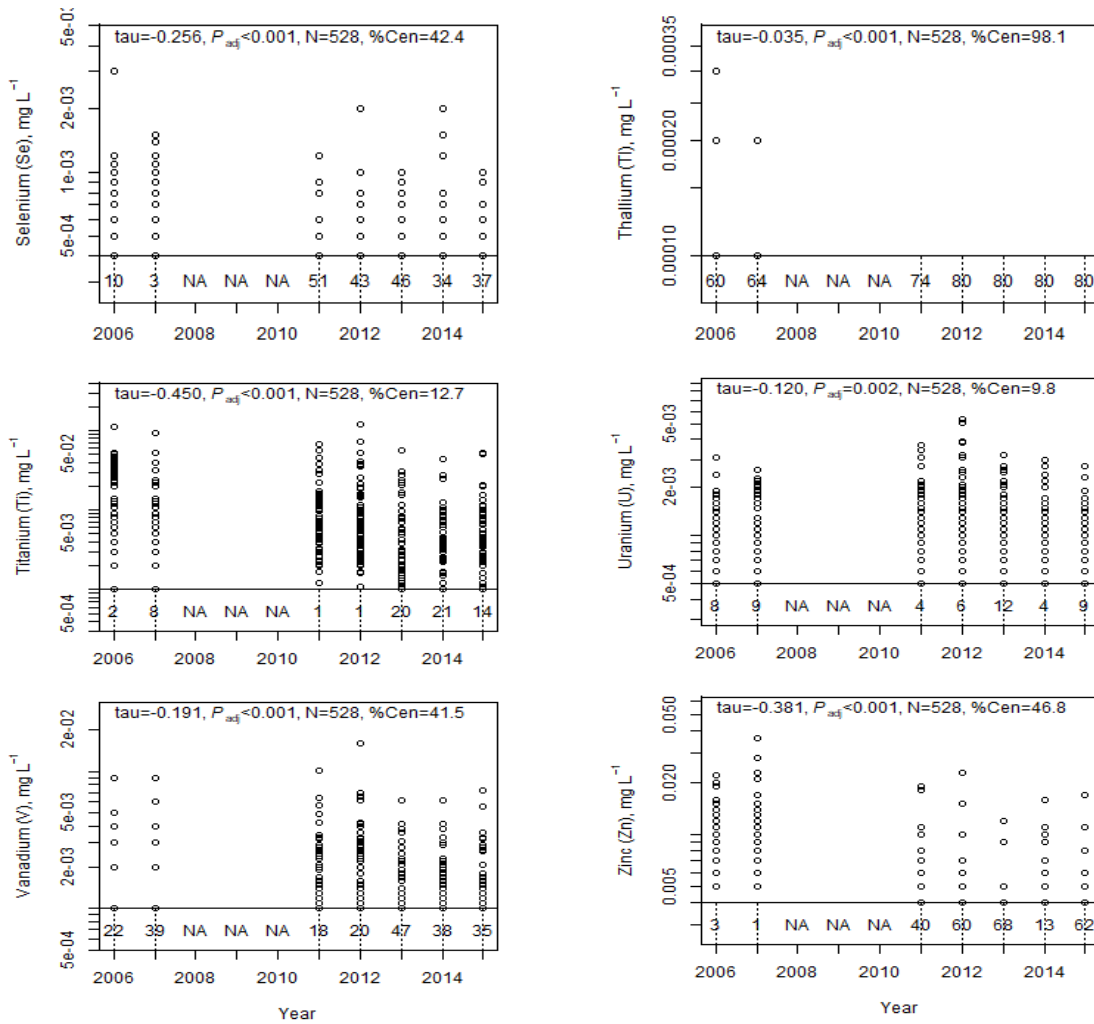 tau=-0.256, Padj<0.001, N=528, %Cen=42.4
Selenium (Se), mg L−1
5e-04 1e-03 2e-03 5e-0
10 3 NA NA NA 51 43 46 34 37
2006 2008 2010 2012 2014
tau=-0.035, Padj<0.001, N=528, %Cen=98.1
Thallium (Tl), mg L−1
0.00010 0.00020 0.00035
60 64 NA NA NA 74 80 80 80 80
2006 2008 2010 2012 2014
tau=-0.450, Padj<0.001, N=528, %Cen=12.7
Titanium (Ti), mg L−1
5e-04 5e-03 5e-02
2 8 NA NA NA 1 1 20 21 14
2006 2008 2010 2012 2014
tau=-0.120, Padj=0.002, N=528, %Cen=9.8
Uranium (U), mg L−1
5e-04 2e-03 5e-03
8 9 NA NA NA 4 6 12 4 9
2006 2008 2010 2012 2014
tau=-0.191, Padj<0.001, N=528, %Cen=41.5
Vanadium (V), mg L−1
5e-04 2e-03 5e-03 2e-02
22 39 NA NA NA 18 20 47 38 35
2006 2008 2010 2012 2014
Year
tau=-0.381, Padj<0.001, N=528, %Cen=46.8
Zinc (Zn), mg L−1
0.005 0.020 0.050
3 1 NA NA NA 40 60 68 13 62
2006 2008 2010 2012 2014
Year